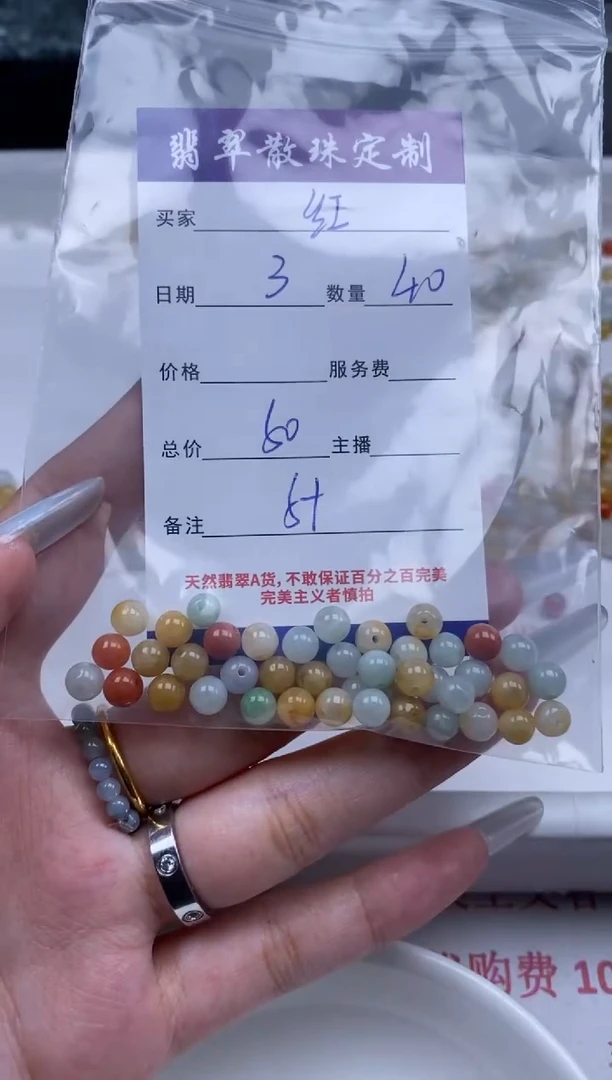 翡翠散珠定制
买家 红
日期 3 数量 40
价格 服务费
总价 60 主播
备注
天然翡翠A货,不敢保证百分之百完美
完美主义者慎拍
购费 10